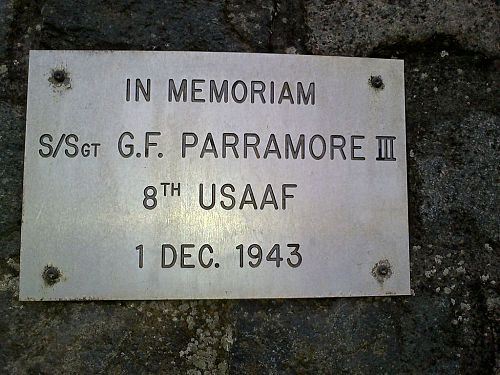 IN MEMORIAM
S/SGT G.F. PARRAMORE III
8TH USAAF
1 DEC. 1943